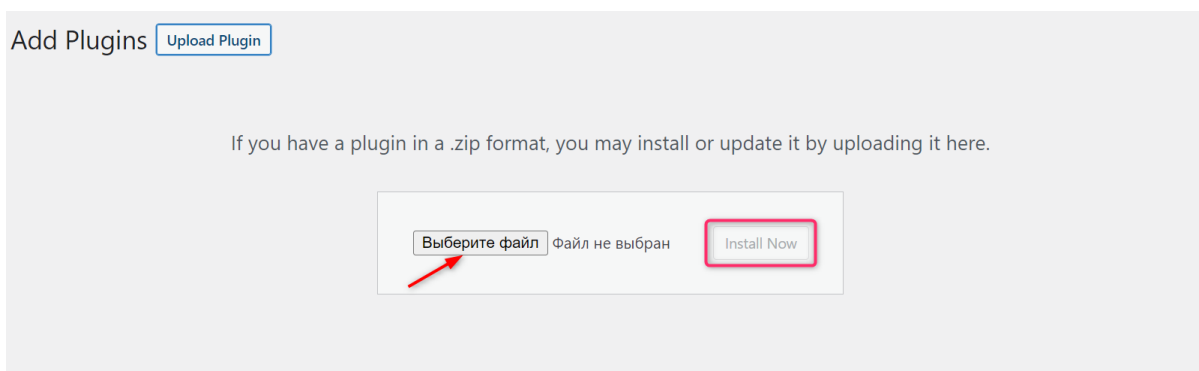 Add Plugins Upload Plugin
If you have a plugin in a .zip format, you may install or update it by uploading it here.
Выберите файл Файл не выбран Install Now